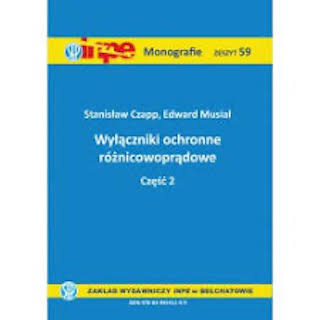 inpe Monografie ZESZYT 59
Stanisław Czapp, Edward Musiał
Wyłączniki ochronne
różnicowoprądowe
Część 2
ZAKŁAD WYDAWNICZY INPE W BEŁCHATOWIE